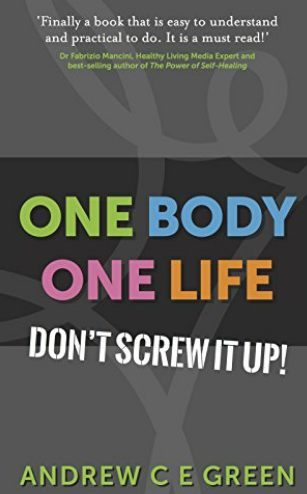 'Finally a book that is easy to understand
and practical to do. It is a must read!'
Dr Fabrizio Mancini, Healthy Living Media Expert and
best-selling author of The Power of Self-Healing
ONE BODY
ONE LIFE
DON'T SCREW IT UP!
ANDREW C E GREEN